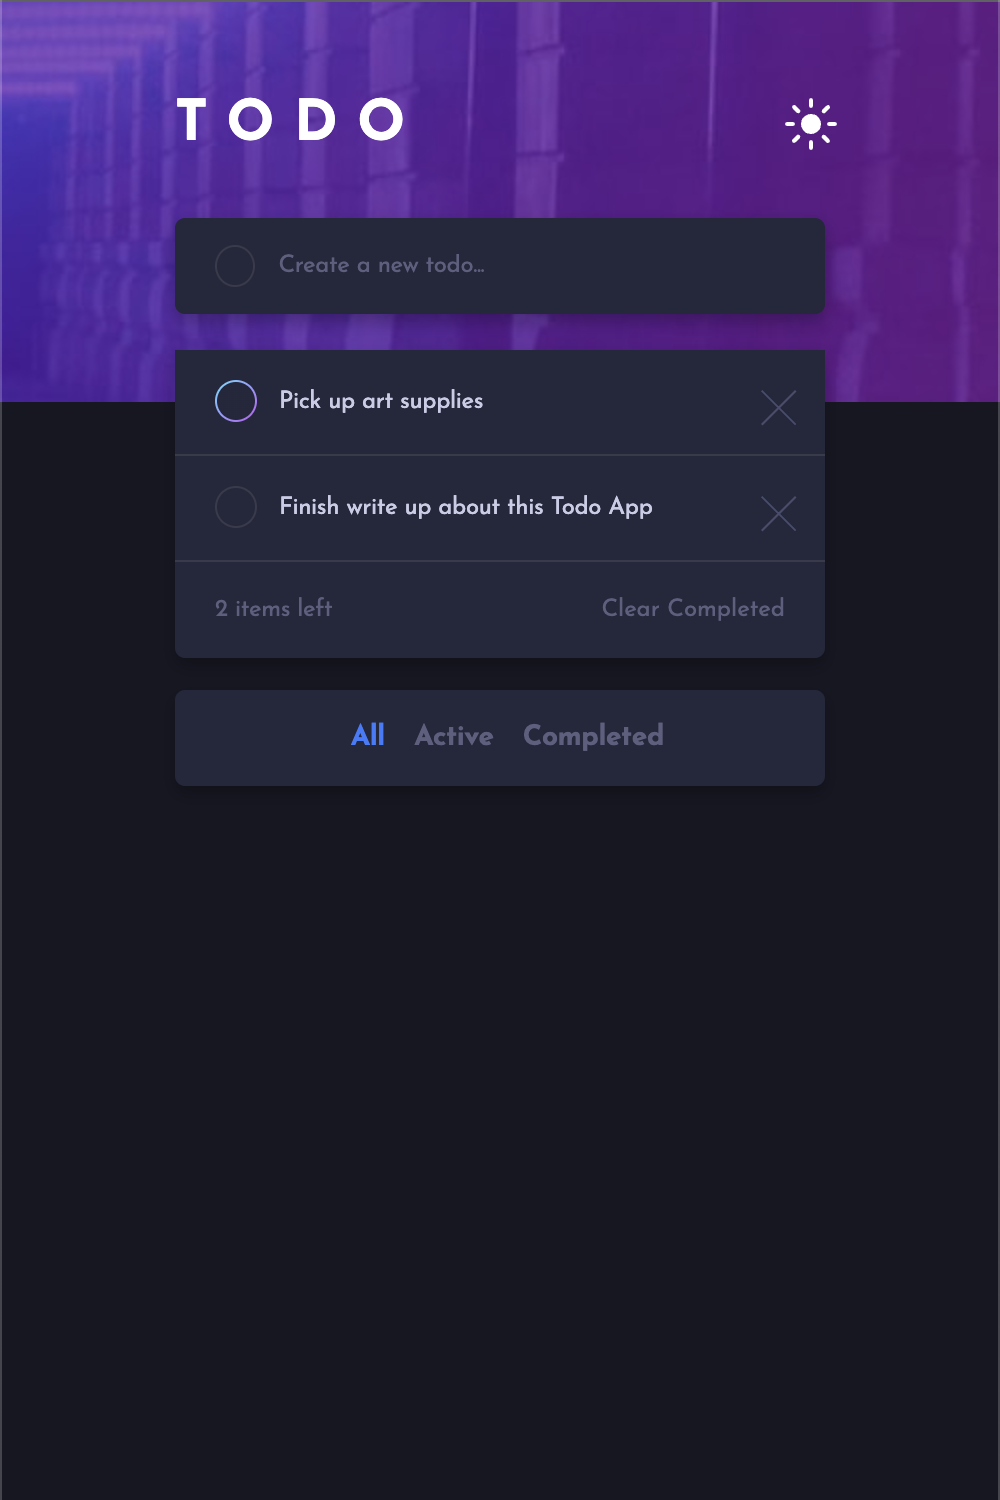 TODO
Create a new todo...
Pick up art supplies
Finish write up about this Todo App
2 items left Clear Completed
All Active Completed